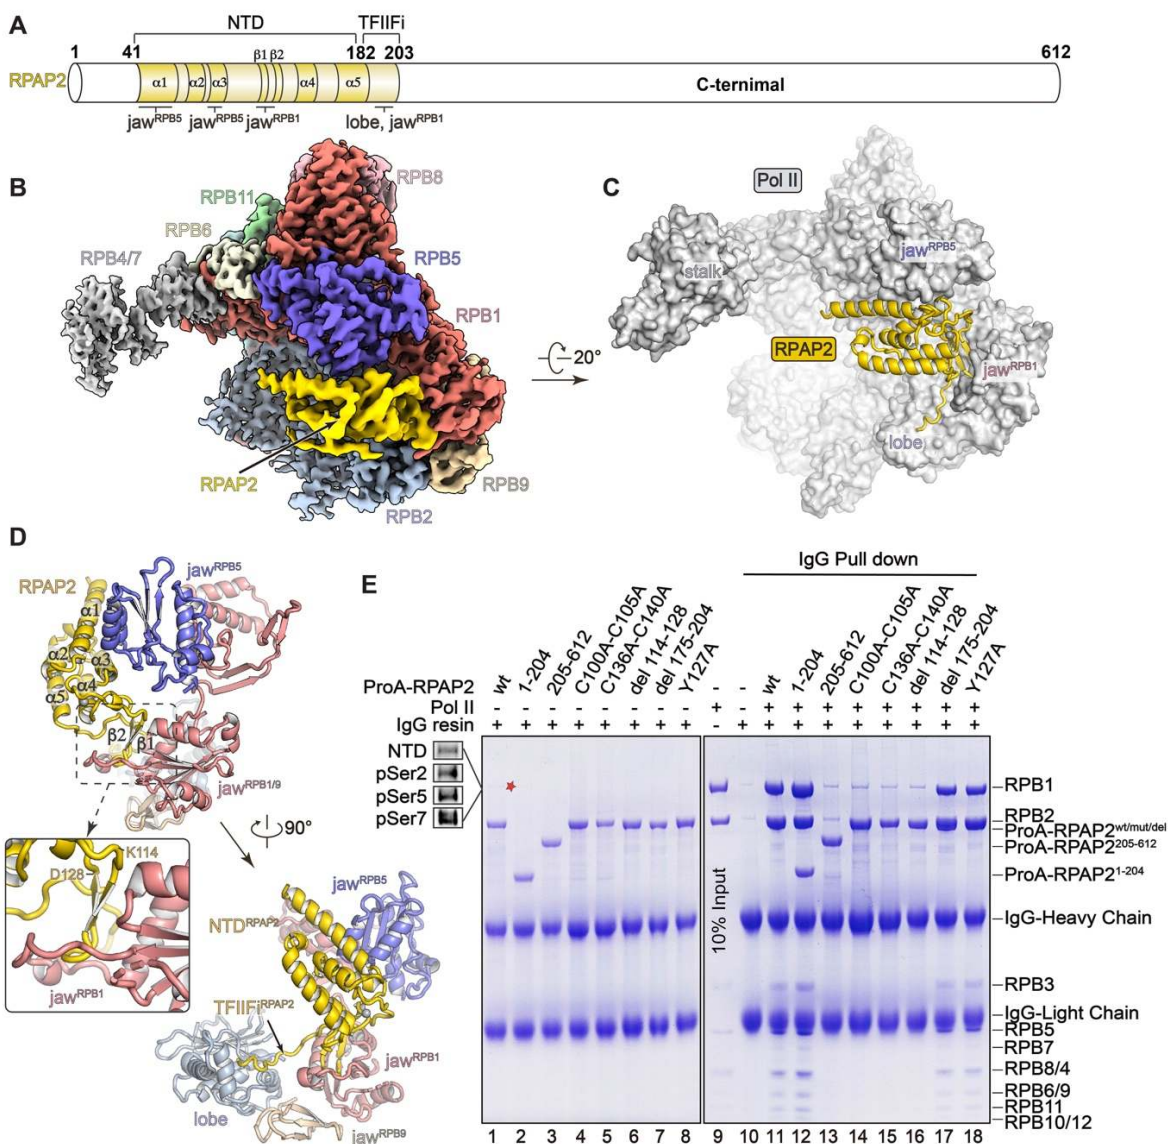 A
NTD
TFIIFi
1
41
β1 β2
182
203
612
RPAP2
α1
α2
α3
α4
α5
C-ternimal
jawRPB5
jawRPB5
jawRPB1
lobe, jawRPB1
B
RPB8
RPB11
RPB6
RPB4/7
RPB5
RPB1
RPAP2
RPB2
RPB9
20°
C
Pol II
jawRPB5
stalk
RPAP2
jawRPB1
lobe
D
RPAP2
jawRPB5
α1
α2
α3
α4
α5
β2
β1
jawRPB1/9
90°
K114
D128
jawRPB1
jawRPB5
NTDRPAP2
TFIIFiRPAP2
jawRPB1
lobe
jawRPB9
E
IgG Pull down
ProA-RPAP2 wt 1-204 205-612 C100A-C105A C136A-C140A del 114-128 del 175-204 Y127A - - wt 1-204 205-612 C100A-C105A C136A-C140A del 114-128 del 175-204 Y127A
Pol II - - - - - - - - + - + + + + + + + +
IgG resin + + + + + + + + - + + + + + + + + +
NTD
pSer2
pSer5
pSer7
10% Input
RPB1
RPB2
ProA-RPAP2wt/mut/del
ProA-RPAP2205-612
ProA-RPAP21-204
IgG-Heavy Chain
RPB3
IgG-Light Chain
RPB5
RPB7
RPB8/4
RPB6/9
RPB11
RPB10/12
1 2 3 4 5 6 7 8 9 10 11 12 13 14 15 16 17 18